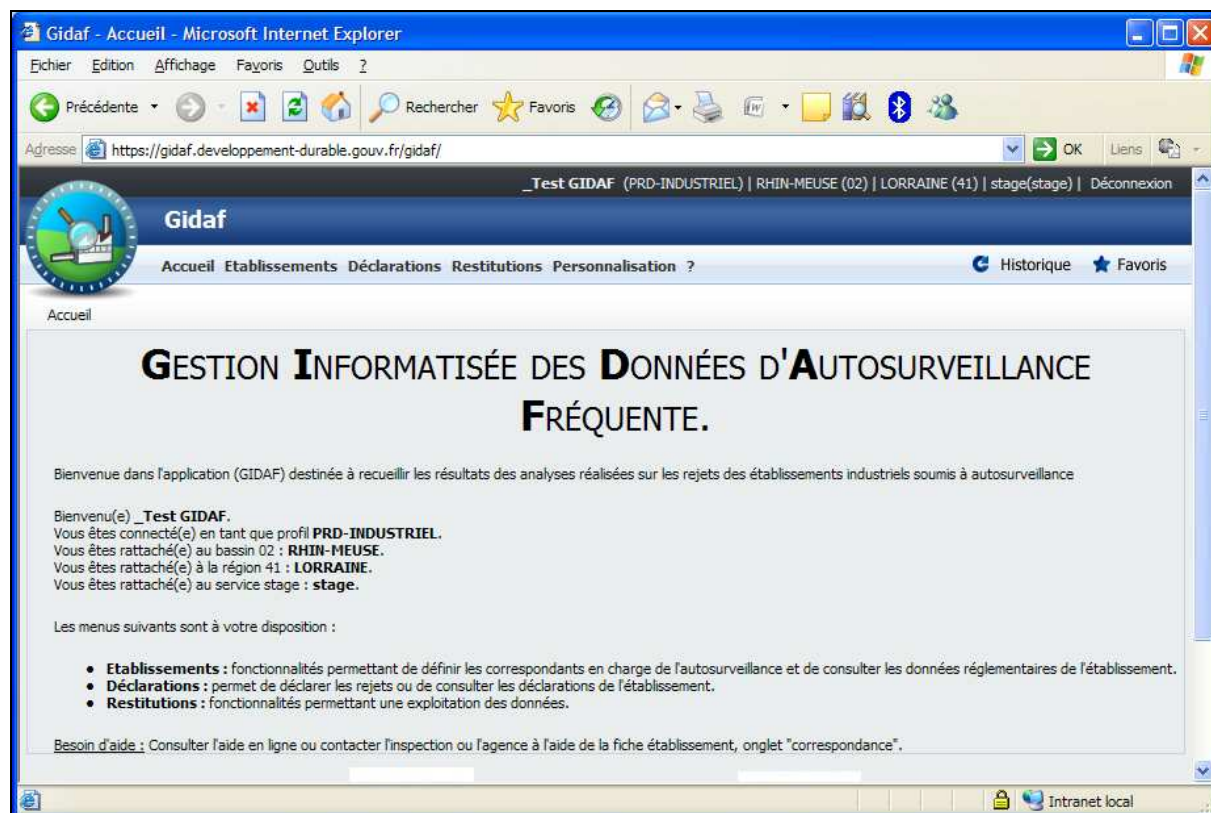 Gidaf - Accueil - Microsoft Internet Explorer
Fichier Edition Affichage Favoris Outils ?
Précédente Rechercher Favoris
Adresse https://gidaf.developpement-durable.gouv.fr/gidaf/ OK Liens
_Test GIDAF (PRD-INDUSTRIEL) | RHIN-MEUSE (02) | LORRAINE (41) | stage(stage) | Déconnexion
Gidaf
Accueil Etablissements Déclarations Restitutions Personnalisation ? Historique Favoris
Accueil
GESTION INFORMATISÉE DES DONNÉES D'AUTOSURVEILLANCE
FRÉQUENTE.
Bienvenue dans l'application (GIDAF) destinée à recueillir les résultats des analyses réalisées sur les rejets des établissements industriels soumis à autosurveillance
Bienvenu(e) _Test GIDAF.
Vous êtes connecté(e) en tant que profil PRD-INDUSTRIEL.
Vous êtes rattaché(e) au bassin 02 : RHIN-MEUSE.
Vous êtes rattaché(e) à la région 41 : LORRAINE.
Vous êtes rattaché(e) au service stage : stage.
Les menus suivants sont à votre disposition :
• Etablissements : fonctionnalités permettant de définir les correspondants en charge de l'autosurveillance et de consulter les données réglementaires de l'établissement.
• Déclarations : permet de déclarer les rejets ou de consulter les déclarations de l'établissement.
• Restitutions : fonctionnalités permettant une exploitation des données.
Besoin d'aide : Consulter l'aide en ligne ou contacter l'inspection ou l'agence à l'aide de la fiche établissement, onglet "correspondance".
Intranet local